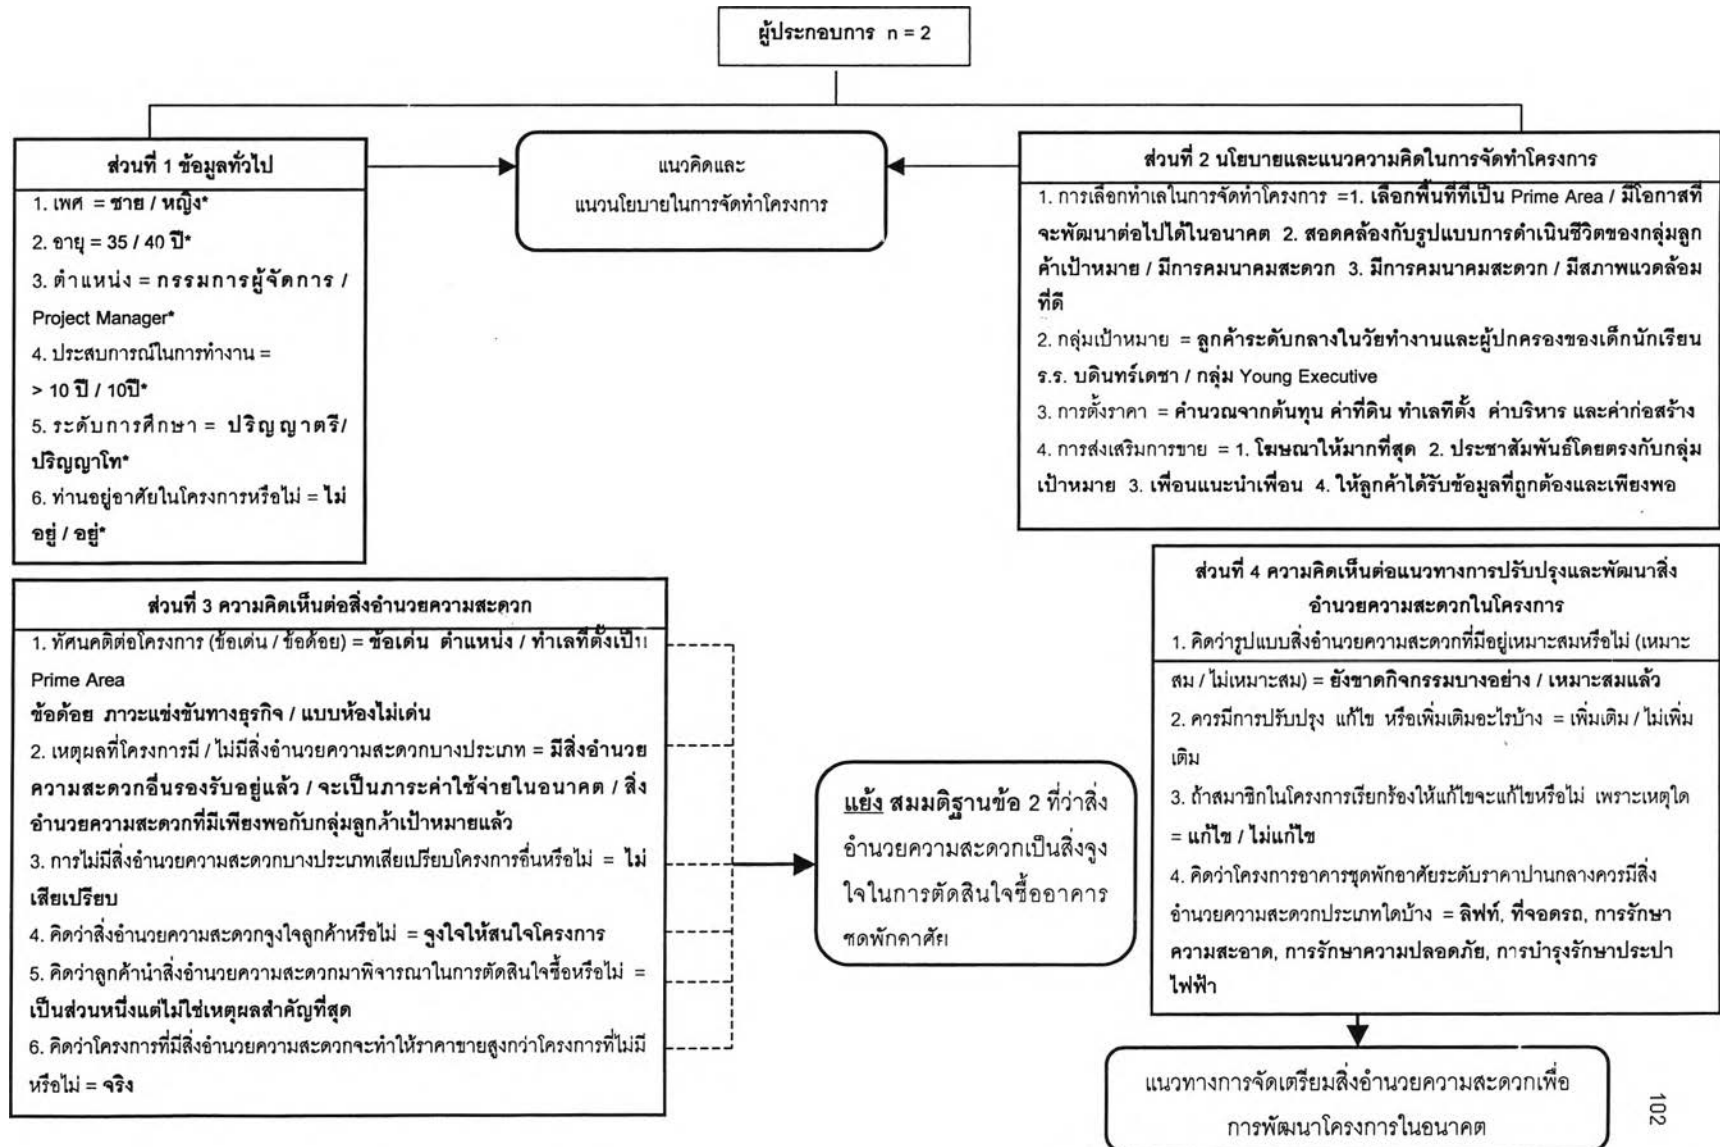 ผู้ประกอบการ n = 2
ส่วนที่ 1 ข้อมูลทั่วไป
1. เพศ = ชาย / หญิง*
2. อายุ = 35 / 40 ปี*
3. ตำแหน่ง = กรรมการผู้จัดการ /
Project Manager*
4. ประสบการณ์ในการทำงาน =
> 10 ปี / 10ปี*
5. ระดับการศึกษา = ปริญญาตรี/
ปริญญาโท*
6. ท่านอยู่อาศัยในโครงการหรือไม่ = ไม่
อยู่ / อยู่*
แนวคิดและ
แนวนโยบายในการจัดทำโครงการ
ส่วนที่ 2 นโยบายและแนวความคิดในการจัดทำโครงการ
1. การเลือกทำเลในการจัดทำโครงการ =1. เลือกพื้นที่ที่เป็น Prime Area / มีโอกาสที่
จะพัฒนาต่อไปได้ในอนาคต 2. สอดคล้องกับรูปแบบการดำเนินชีวิตของกลุ่มลูก
ค้าเป้าหมาย / มีการคมนาคมสะดวก 3. มีการคมนาคมสะดวก / มีสภาพแวดล้อม
ที่ดี
2. กลุ่มเป้าหมาย = ลูกค้าระดับกลางในวัยทำงานและผู้ปกครองของเด็กนักเรียน
ร.ร. บดินทร์เดชา / กลุ่ม Young Executive
3. การตั้งราคา = คำนวณจากต้นทุน ค่าที่ดิน ทำเลที่ตั้ง ค่าบริหาร และค่าก่อสร้าง
4. การส่งเสริมการขาย = 1. โฆษณาให้มากที่สุด 2. ประชาสัมพันธ์โดยตรงกับกลุ่ม
เป้าหมาย 3. เพื่อนแนะนำเพื่อน 4. ให้ลูกค้าได้รับข้อมูลที่ถูกต้องและเพียงพอ
ส่วนที่ 3 ความคิดเห็นต่อสิ่งอำนวยความสะดวก
1. ทัศนคติต่อโครงการ (ข้อเด่น / ข้อด้อย) = ข้อเด่น ตำแหน่ง / ทำเลที่ตั้งเป็น
Prime Area
ข้อด้อย ภาวะแข่งขันทางธุรกิจ / แบบห้องไม่เด่น
2. เหตุผลที่โครงการมี / ไม่มีสิ่งอำนวยความสะดวกบางประเภท = มีสิ่งอำนวย
ความสะดวกอื่นรองรับอยู่แล้ว / จะเป็นภาระค่าใช้จ่ายในอนาคต / สิ่ง
อำนวยความสะดวกที่มีเพียงพอกับกลุ่มลูกค้าเป้าหมายแล้ว
3. การไม่มีสิ่งอำนวยความสะดวกบางประเภทเสียเปรียบโครงการอื่นหรือไม่ = ไม่
เสียเปรียบ
4. คิดว่าสิ่งอำนวยความสะดวกจูงใจลูกค้าหรือไม่ = จูงใจให้สนใจโครงการ
5. คิดว่าลูกค้านำสิ่งอำนวยความสะดวกมาพิจารณาในการตัดสินใจซื้อหรือไม่ =
เป็นส่วนหนึ่งแต่ไม่ใช่เหตุผลสำคัญที่สุด
6. คิดว่าโครงการที่มีสิ่งอำนวยความสะดวกจะทำให้ราคาขายสูงกว่าโครงการที่ไม่มี
หรือไม่ = จริง
แย้ง สมมติฐานข้อ 2 ที่ว่าสิ่ง
อำนวยความสะดวกเป็นสิ่งจูง
ใจในการตัดสินใจซื้ออาคาร
ชุดพักอาศัย
ส่วนที่ 4 ความคิดเห็นต่อแนวทางการปรับปรุงและพัฒนาสิ่ง
อำนวยความสะดวกในโครงการ
1. คิดว่ารูปแบบสิ่งอำนวยความสะดวกที่มีอยู่เหมาะสมหรือไม่ (เหมาะ
สม / ไม่เหมาะสม) = ยังขาดกิจกรรมบางอย่าง / เหมาะสมแล้ว
2. ควรมีการปรับปรุง แก้ไข หรือเพิ่มเติมอะไรบ้าง = เพิ่มเติม / ไม่เพิ่ม
เติม
3. ถ้าสมาชิกในโครงการเรียกร้องให้แก้ไขจะแก้ไขหรือไม่ เพราะเหตุใด
= แก้ไข / ไม่แก้ไข
4. คิดว่าโครงการอาคารชุดพักอาศัยระดับราคาปานกลางควรมีสิ่ง
อำนวยความสะดวกประเภทใดบ้าง = ลิฟท์, ที่จอดรถ, การรักษา
ความสะอาด, การรักษาความปลอดภัย, การบำรุงรักษาประปา
ไฟฟ้า
แนวทางการจัดเตรียมสิ่งอำนวยความสะดวกเพื่อ
การพัฒนาโครงการในอนาคต
102